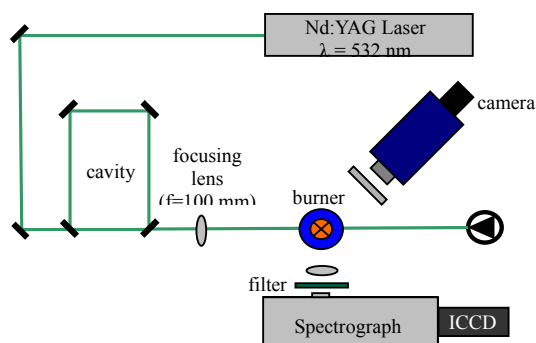 Nd:YAG Laser
λ = 532 nm
camera
cavity
focusing
lens
(f=100 mm)
burner
filter
Spectrograph
ICCD